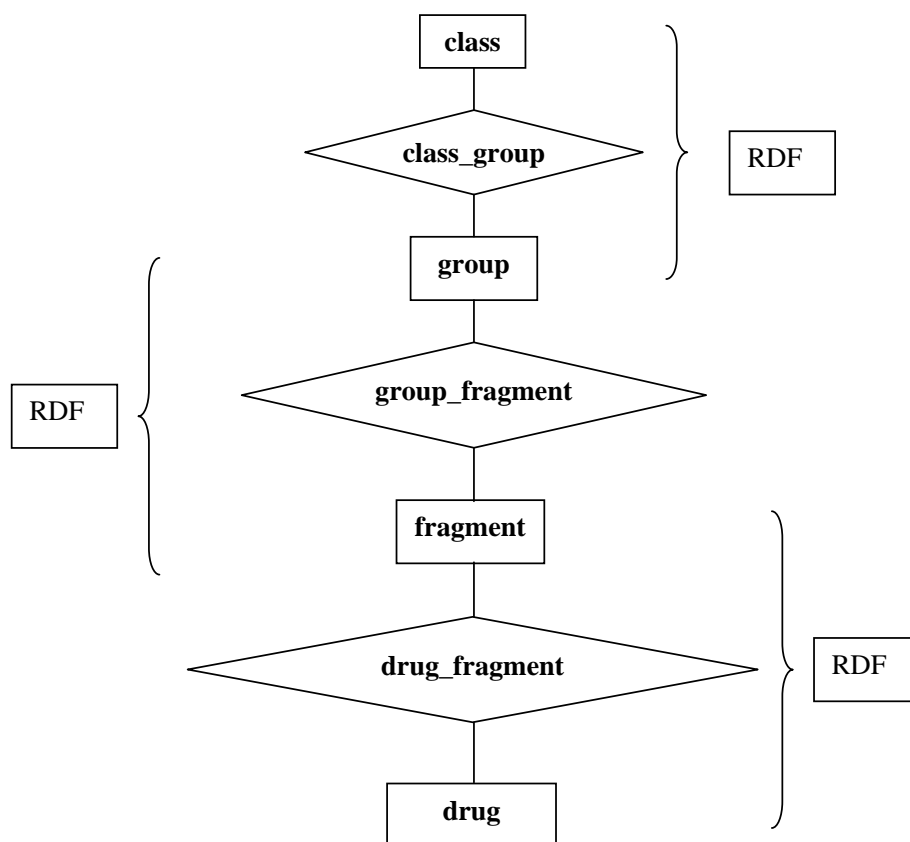 class
class_group
RDF
group
group_fragment
RDF
fragment
drug_fragment
RDF
drug